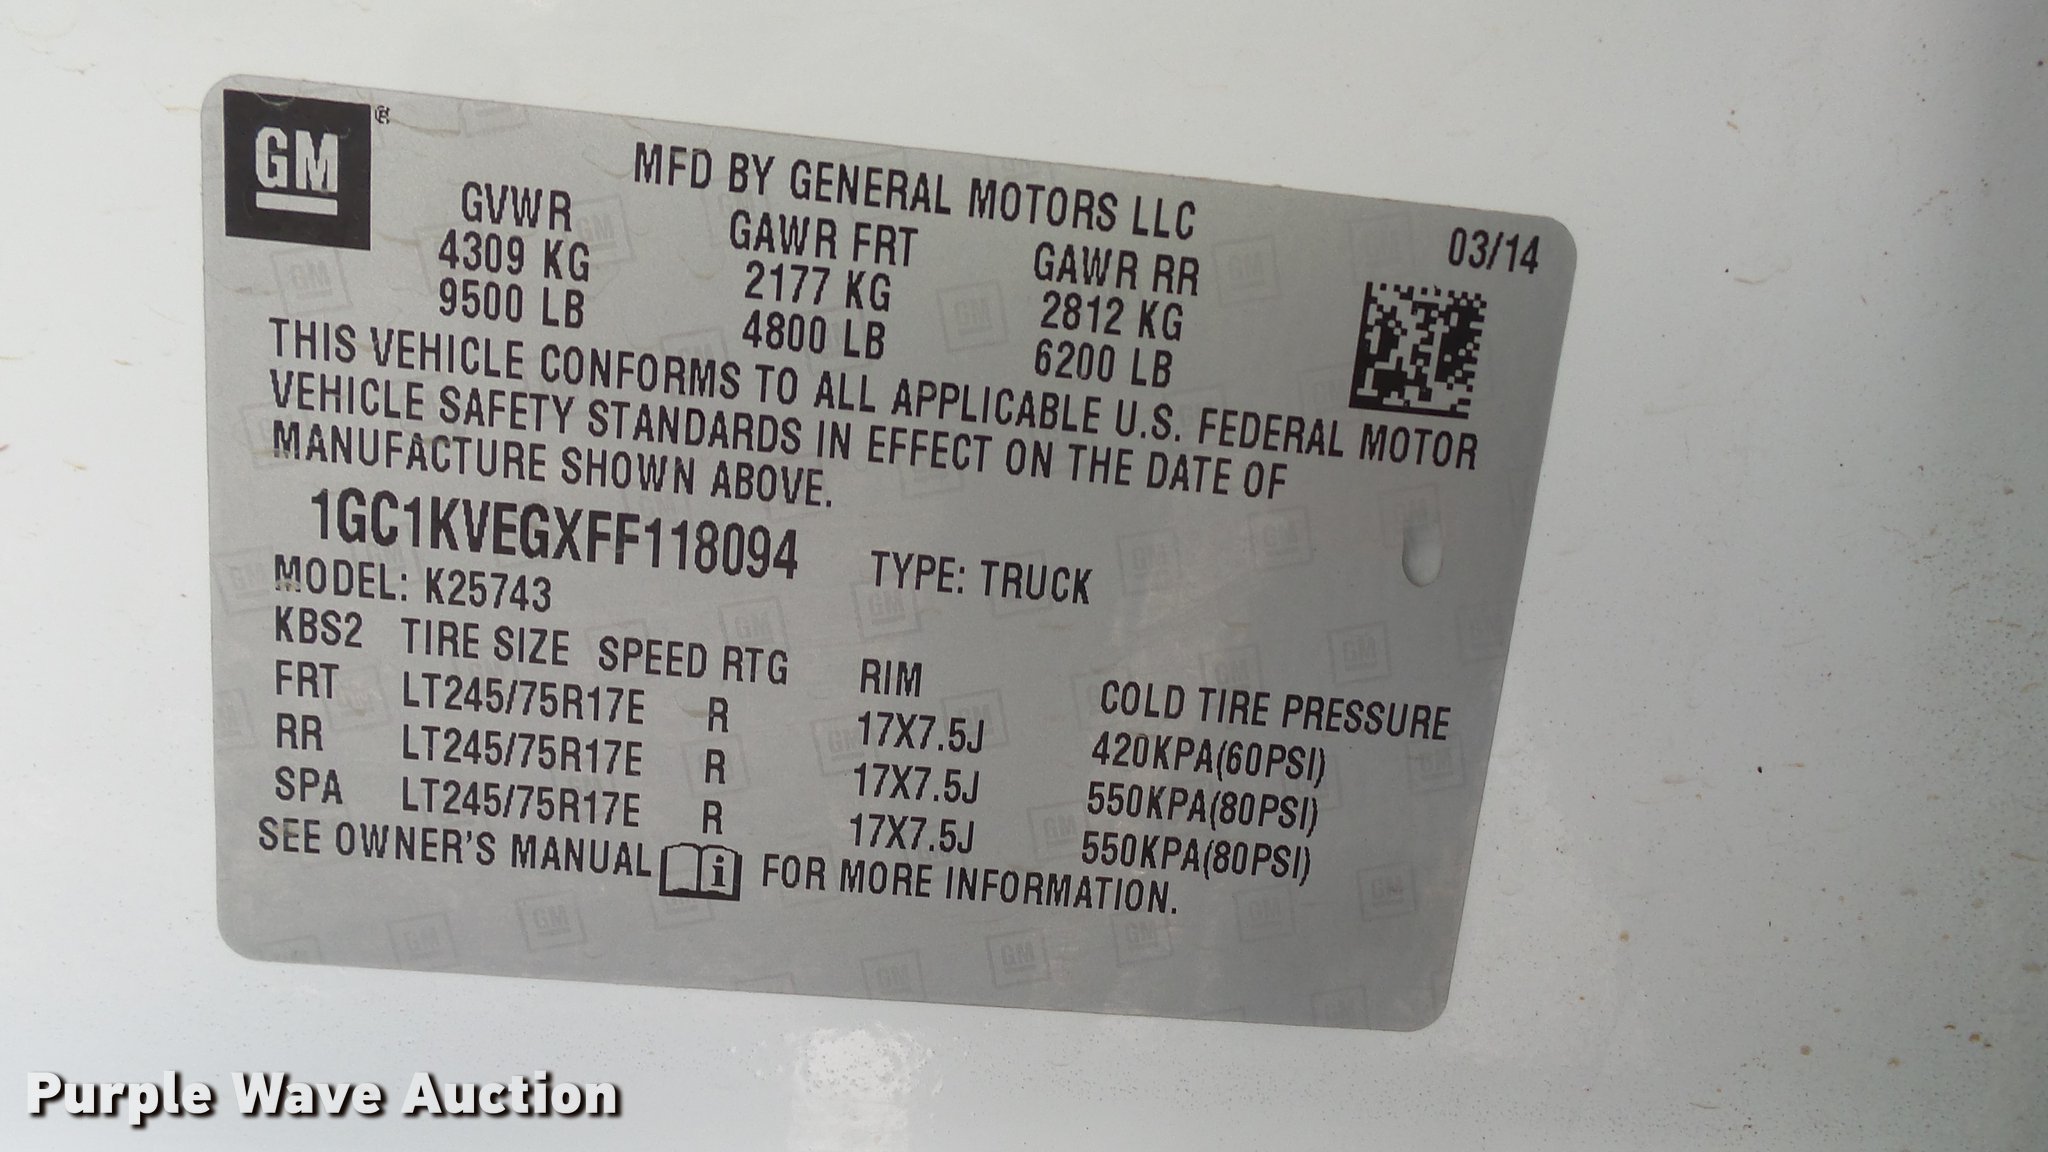 GM ®
MFD BY GENERAL MOTORS LLC
03/14
GVWR GAWR FRT GAWR RR
4309 KG 2177 KG 2812 KG
9500 LB 4800 LB 6200 LB
THIS VEHICLE CONFORMS TO ALL APPLICABLE U.S. FEDERAL MOTOR
VEHICLE SAFETY STANDARDS IN EFFECT ON THE DATE OF
MANUFACTURE SHOWN ABOVE.
1GC1KVEGXFF118094 TYPE: TRUCK
MODEL: K25743
KBS2 TIRE SIZE SPEED RTG RIM COLD TIRE PRESSURE
FRT LT245/75R17E R 17X7.5J 420KPA(60PSI)
RR LT245/75R17E R 17X7.5J 550KPA(80PSI)
SPA LT245/75R17E R 17X7.5J 550KPA(80PSI)
SEE OWNER'S MANUAL i FOR MORE INFORMATION.
Purple Wave Auction